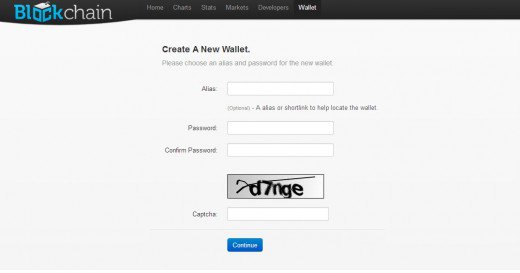 Blockchain
Home Charts Stats Markets Developers Wallet
Create A New Wallet.
Please choose an alias and password for the new wallet
Alias:
(Optional) - A alias or shortlink to help locate the wallet.
Password:
Confirm Password:
d7nge
Captcha:
Continue